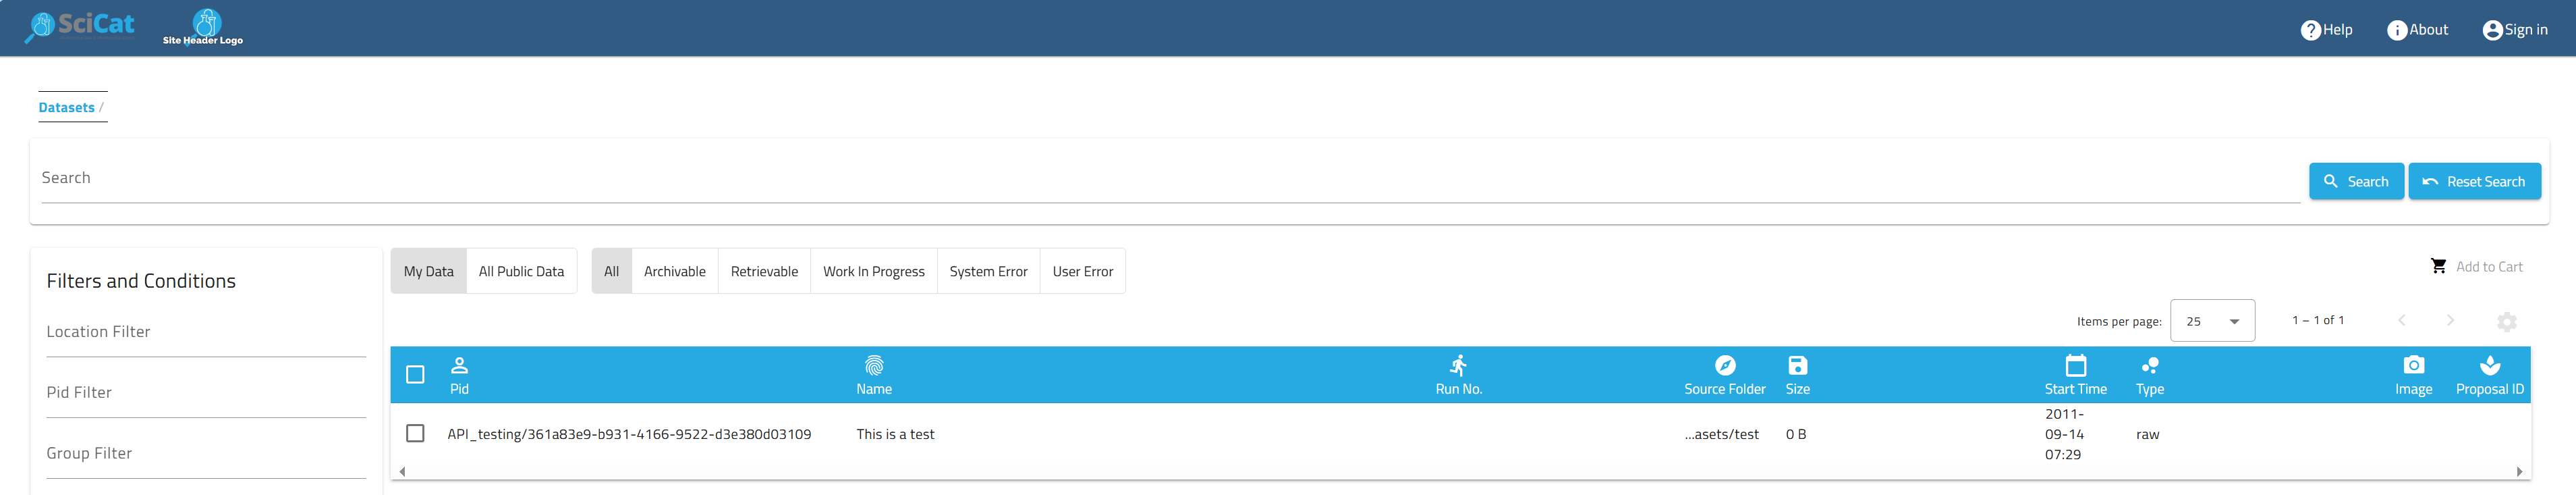 SciCat
Site Header Logo
Help
About
Sign in
Datasets /
Search
Search
Reset Search
Filters and Conditions
Location Filter
Pid Filter
Group Filter
My Data
All Public Data
All
Archivable
Retrievable
Work In Progress
System Error
User Error
Add to Cart
Items per page:
25
1 – 1 of 1
Pid
Name
Run No.
Source Folder
Size
Start Time
Type
Image
Proposal ID
API_testing/361a83e9-b931-4166-9522-d3e380d03109
This is a test
...asets/test
0 B
2011-
09-14
07:29
raw